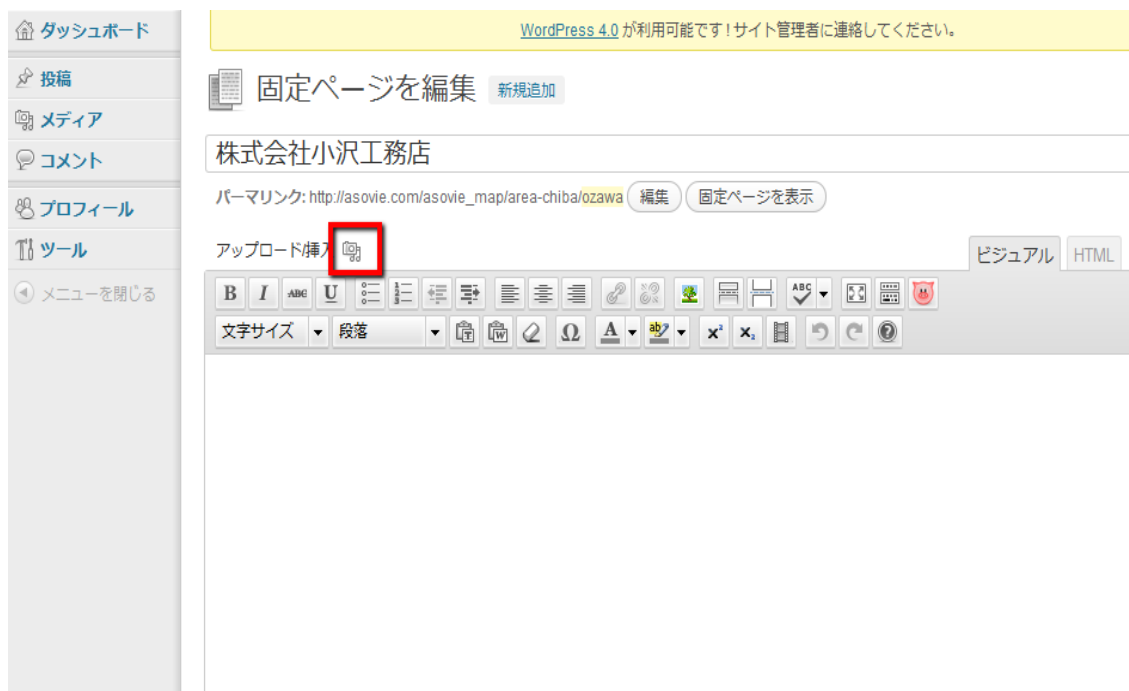 ダッシュボード
投稿
メディア
コメント
プロフィール
ツール
メニューを閉じる
WordPress 4.0 が利用可能です ! サイト管理者に連絡してください。
固定ページを編集 新規追加
株式会社小沢工務店
パーマリンク: http://asovie.com/asovie_map/area-chiba/ozawa 編集 固定ページを表示
アップロード/挿入
ビジュアル HTML
B I ABC U ABC
文字サイズ 段落 T W Ω A ab x² x₂